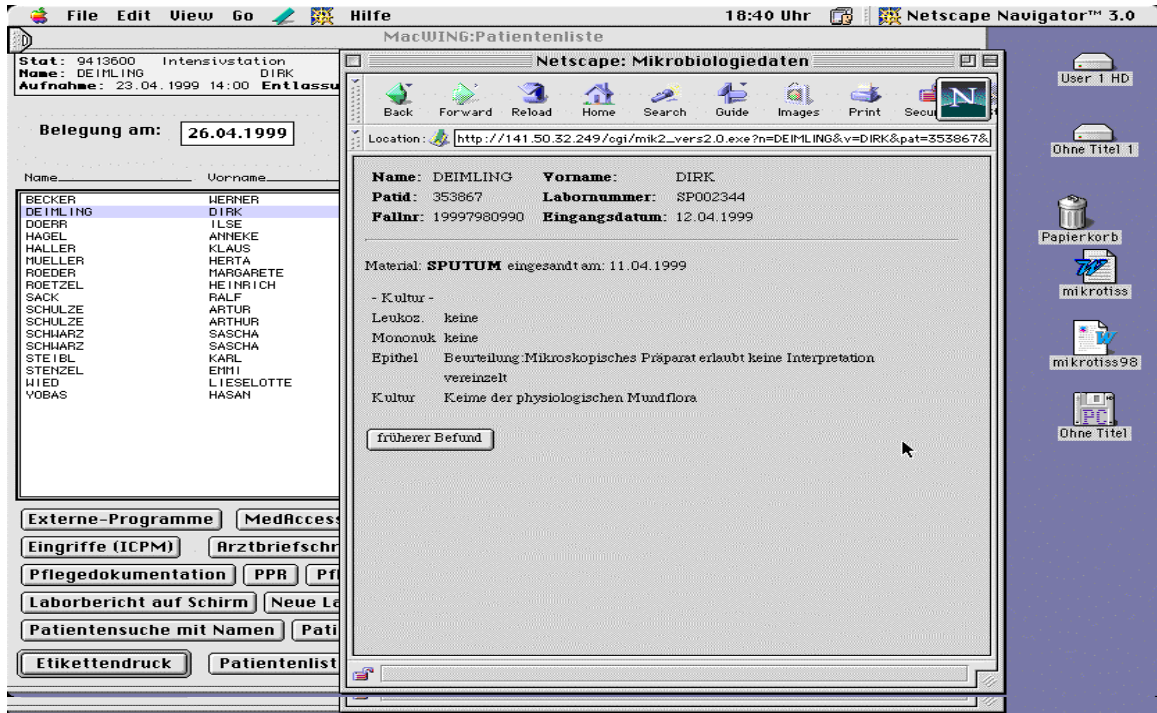 File Edit View Go Hilfe 18:40 Uhr Netscape Navigator™ 3.0
MacWING:Patientenliste
Stat: 9413600 Intensivstation
Name: DEIMLING DIRK
Aufnahme: 23.04.1999 14:00 Entlassu
Belegung am: 26.04.1999
Name Vorname
BECKER WERNER
DEIMLING DIRK
DOERR ILSE
HAGEL ANNEKE
HALLER KLAUS
MUELLER HERTA
ROEDER MARGARETE
ROETZEL HEINRICH
SACK RALF
SCHULZE ARTUR
SCHULZE ARTHUR
SCHWARZ SASCHA
SCHWARZ SASCHA
STEIBL KARL
STENZEL EMMI
WIED LIESELOTTE
YOBAS HASAN
Externe-Programme MedAccess
Eingriffe (ICPM) Arztbriefschr
Pflegedokumentation PPR Pfl
Laborbericht auf Schirm Neue La
Patientensuche mit Namen Pati
Etikettendruck Patientenlist
Netscape: Mikrobiologiedaten
Back Forward Reload Home Search Guide Images Print Secu
N
Location: http://141.50.32.249/cgi/mik2_vers2.0.exe?n=DEIMLING&v=DIRK&pat=353867&
Name: DEIMLING Vorname: DIRK
Patid: 353867 Labornummer: SP002344
Fallnr: 19997980990 Eingangsdatum: 12.04.1999
Material: SPUTUM eingesandt am: 11.04.1999
- Kultur -
Leukoz. keine
Mononuk keine
Epithel Beurteilung:Mikroskopisches Präparat erlaubt keine Interpretation
vereinzelt
Kultur Keime der physiologischen Mundflora
früherer Befund
User 1 HD
Ohne Titel 1
Papierkorb
mikrotiss
mikrotiss98
PC
Ohne Titel